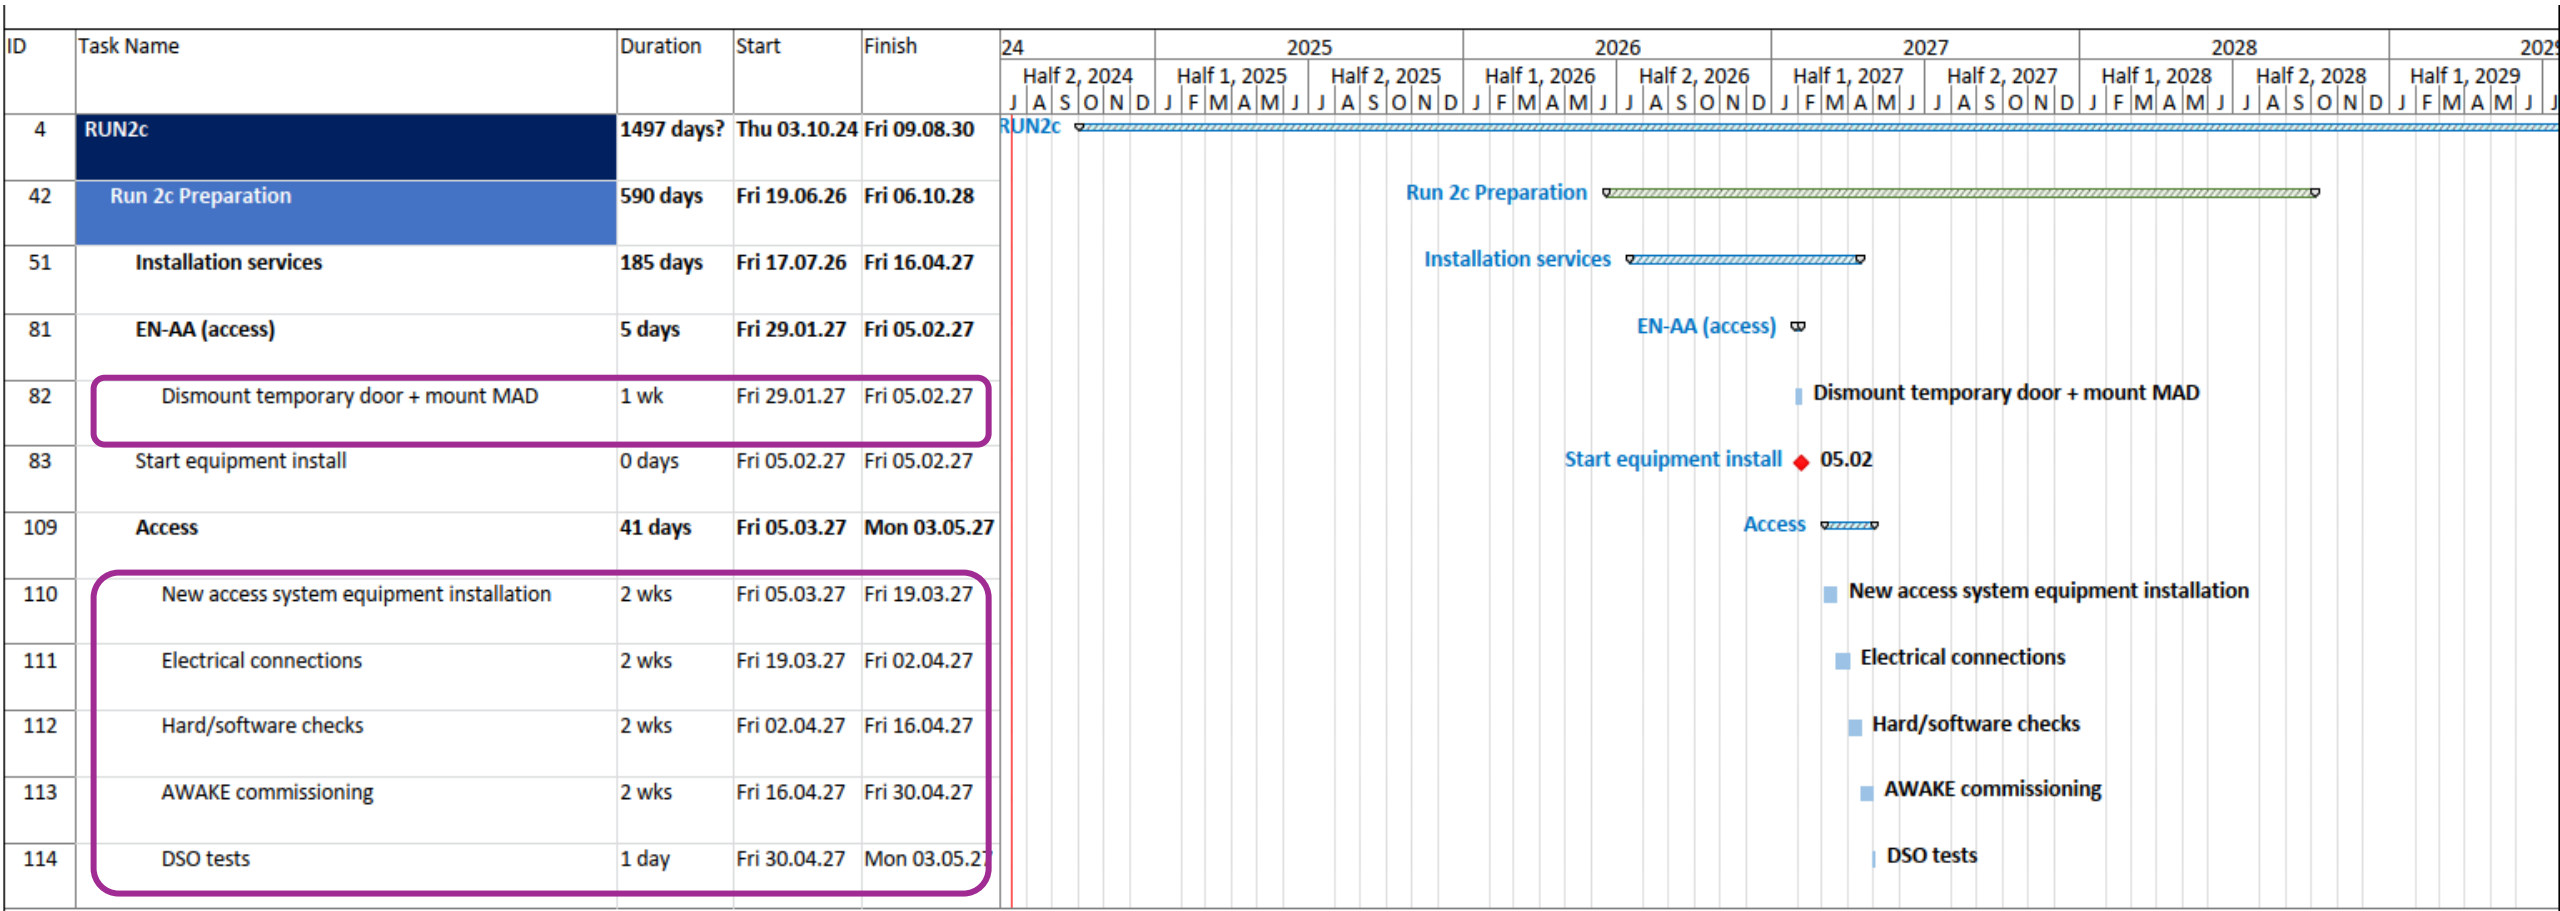 ID Task Name Duration Start Finish 24 2025 2026 2027 2028 2029
Half 2, 2024 Half 1, 2025 Half 2, 2025 Half 1, 2026 Half 2, 2026 Half 1, 2027 Half 2, 2027 Half 1, 2028 Half 2, 2028 Half 1, 2029
J A S O N D J F M A M J J A S O N D J F M A M J J A S O N D J F M A M J J A S O N D J F M A M J J A S O N D J F M A M J J
4 RUN2c 1497 days? Thu 03.10.24 Fri 09.08.30 RUN2c
42 Run 2c Preparation 590 days Fri 19.06.26 Fri 06.10.28 Run 2c Preparation
51 Installation services 185 days Fri 17.07.26 Fri 16.04.27 Installation services
81 EN-AA (access) 5 days Fri 29.01.27 Fri 05.02.27 EN-AA (access)
82 Dismount temporary door + mount MAD 1 wk Fri 29.01.27 Fri 05.02.27 Dismount temporary door + mount MAD
83 Start equipment install 0 days Fri 05.02.27 Fri 05.02.27 Start equipment install 05.02
109 Access 41 days Fri 05.03.27 Mon 03.05.27 Access
110 New access system equipment installation 2 wks Fri 05.03.27 Fri 19.03.27 New access system equipment installation
111 Electrical connections 2 wks Fri 19.03.27 Fri 02.04.27 Electrical connections
112 Hard/software checks 2 wks Fri 02.04.27 Fri 16.04.27 Hard/software checks
113 AWAKE commissioning 2 wks Fri 16.04.27 Fri 30.04.27 AWAKE commissioning
114 DSO tests 1 day Fri 30.04.27 Mon 03.05.27 DSO tests